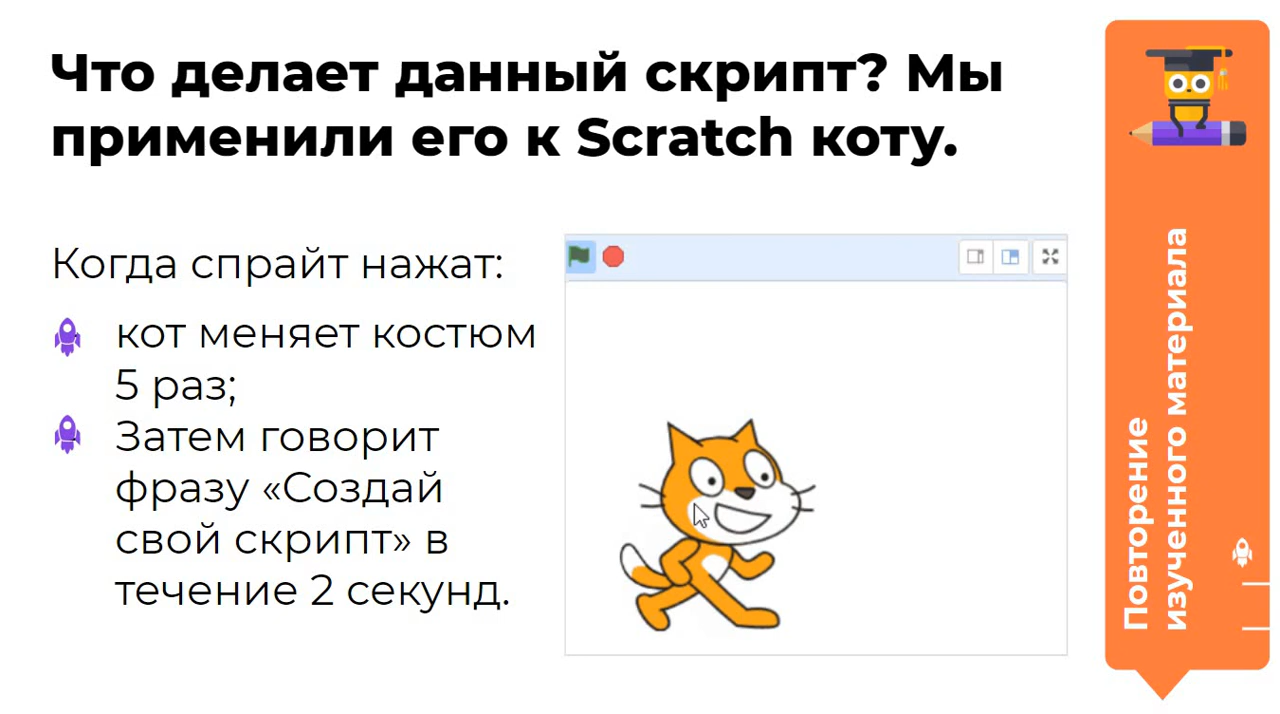 Что делает данный скрипт? Мы
применили его к Scratch коту.
Когда спрайт нажат:
кот меняет костюм
5 раз;
Затем говорит
фразу «Создай
свой скрипт» в
течение 2 секунд.
Повторение
изученного материала